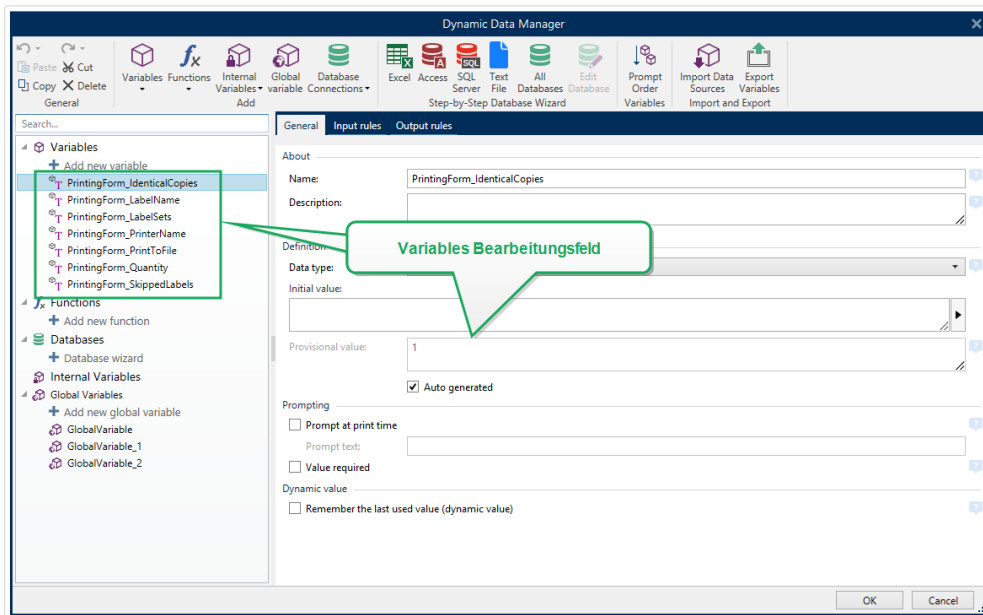 Dynamic Data Manager
Paste Cut
Copy Delete
General
Variables Functions Internal Variables Global variable Database Connections
Add
Excel Access SQL Server Text File All Databases Edit Database
Step-by-Step Database Wizard
Prompt Order
Variables
Import Data Sources Export Variables
Import and Export
Search...
General Input rules Output rules
Variables
Add new variable
PrintingForm_IdenticalCopies
PrintingForm_LabelName
PrintingForm_LabelSets
PrintingForm_PrinterName
PrintingForm_PrintToFile
PrintingForm_Quantity
PrintingForm_SkippedLabels
Functions
Add new function
Databases
Database wizard
Internal Variables
Global Variables
Add new global variable
GlobalVariable
GlobalVariable_1
GlobalVariable_2
About
Name: PrintingForm_IdenticalCopies
Description:
Variables Bearbeitungsfeld
Definition
Data type:
Initial value:
Provisional value: 1
Auto generated
Prompting
Prompt at print time
Prompt text:
Value required
Dynamic value
Remember the last used value (dynamic value)
OK Cancel